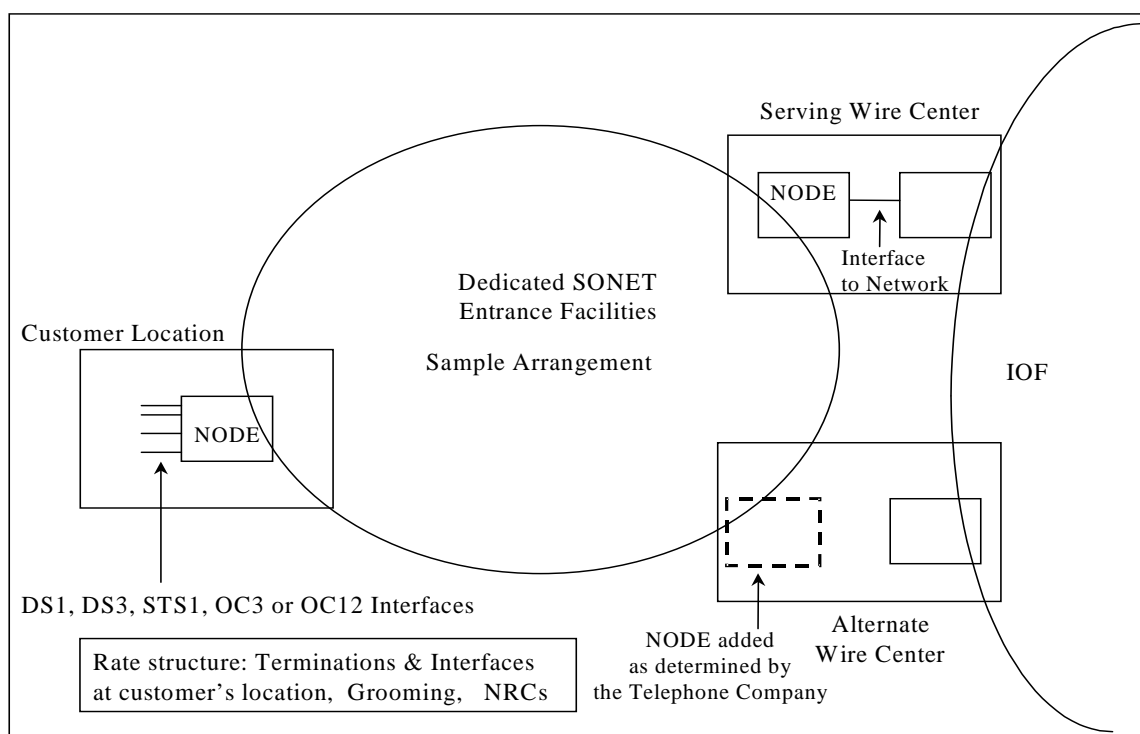 Serving Wire Center
NODE
Interface
to Network
Dedicated SONET
Entrance Facilities
Sample Arrangement
Customer Location
NODE
IOF
DS1, DS3, STS1, OC3 or OC12 Interfaces
Alternate
Wire Center
NODE added
as determined by
the Telephone Company
Rate structure: Terminations & Interfaces
at customer's location, Grooming, NRCs